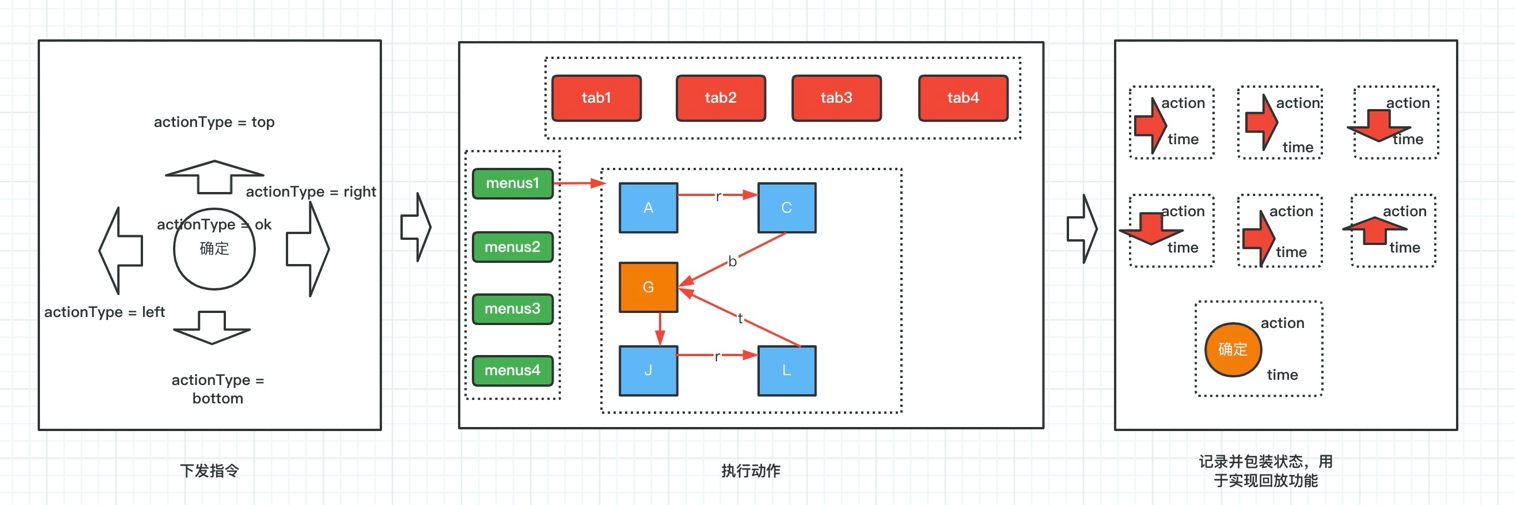 actionType = top
actionType = right
actionType = ok
确定
actionType = left
actionType =
bottom
下发指令
tab1
tab2
tab3
tab4
menus1
menus2
menus3
menus4
A
r
C
b
G
t
J
r
L
执行动作
action
time
action
time
action
time
action
time
action
time
action
time
确定
action
time
记录并包装状态，用
于实现回放功能